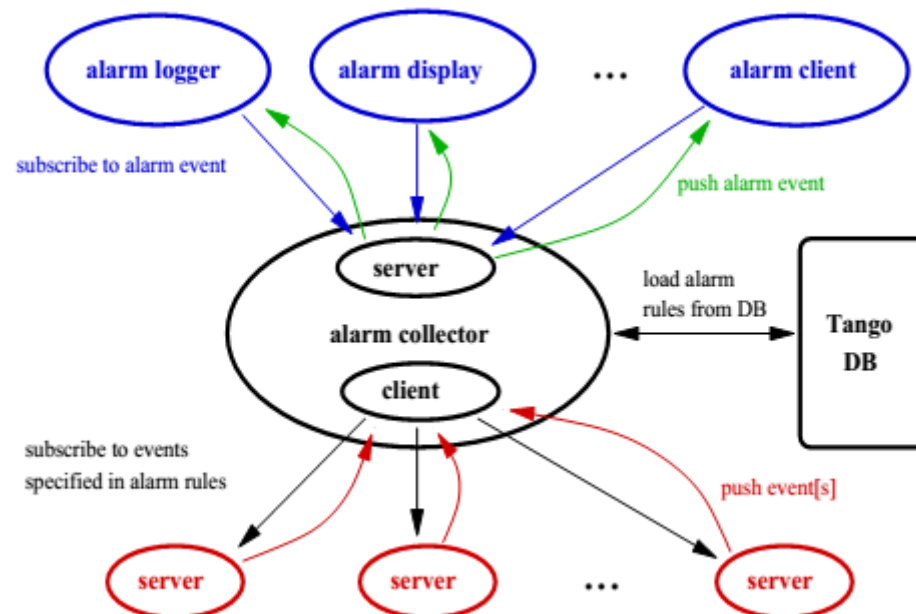 alarm logger
alarm display
...
alarm client
subscribe to alarm event
push alarm event
server
load alarm
rules from DB
alarm collector
Tango
DB
client
subscribe to events
specified in alarm rules
push event[s]
server
server
...
server